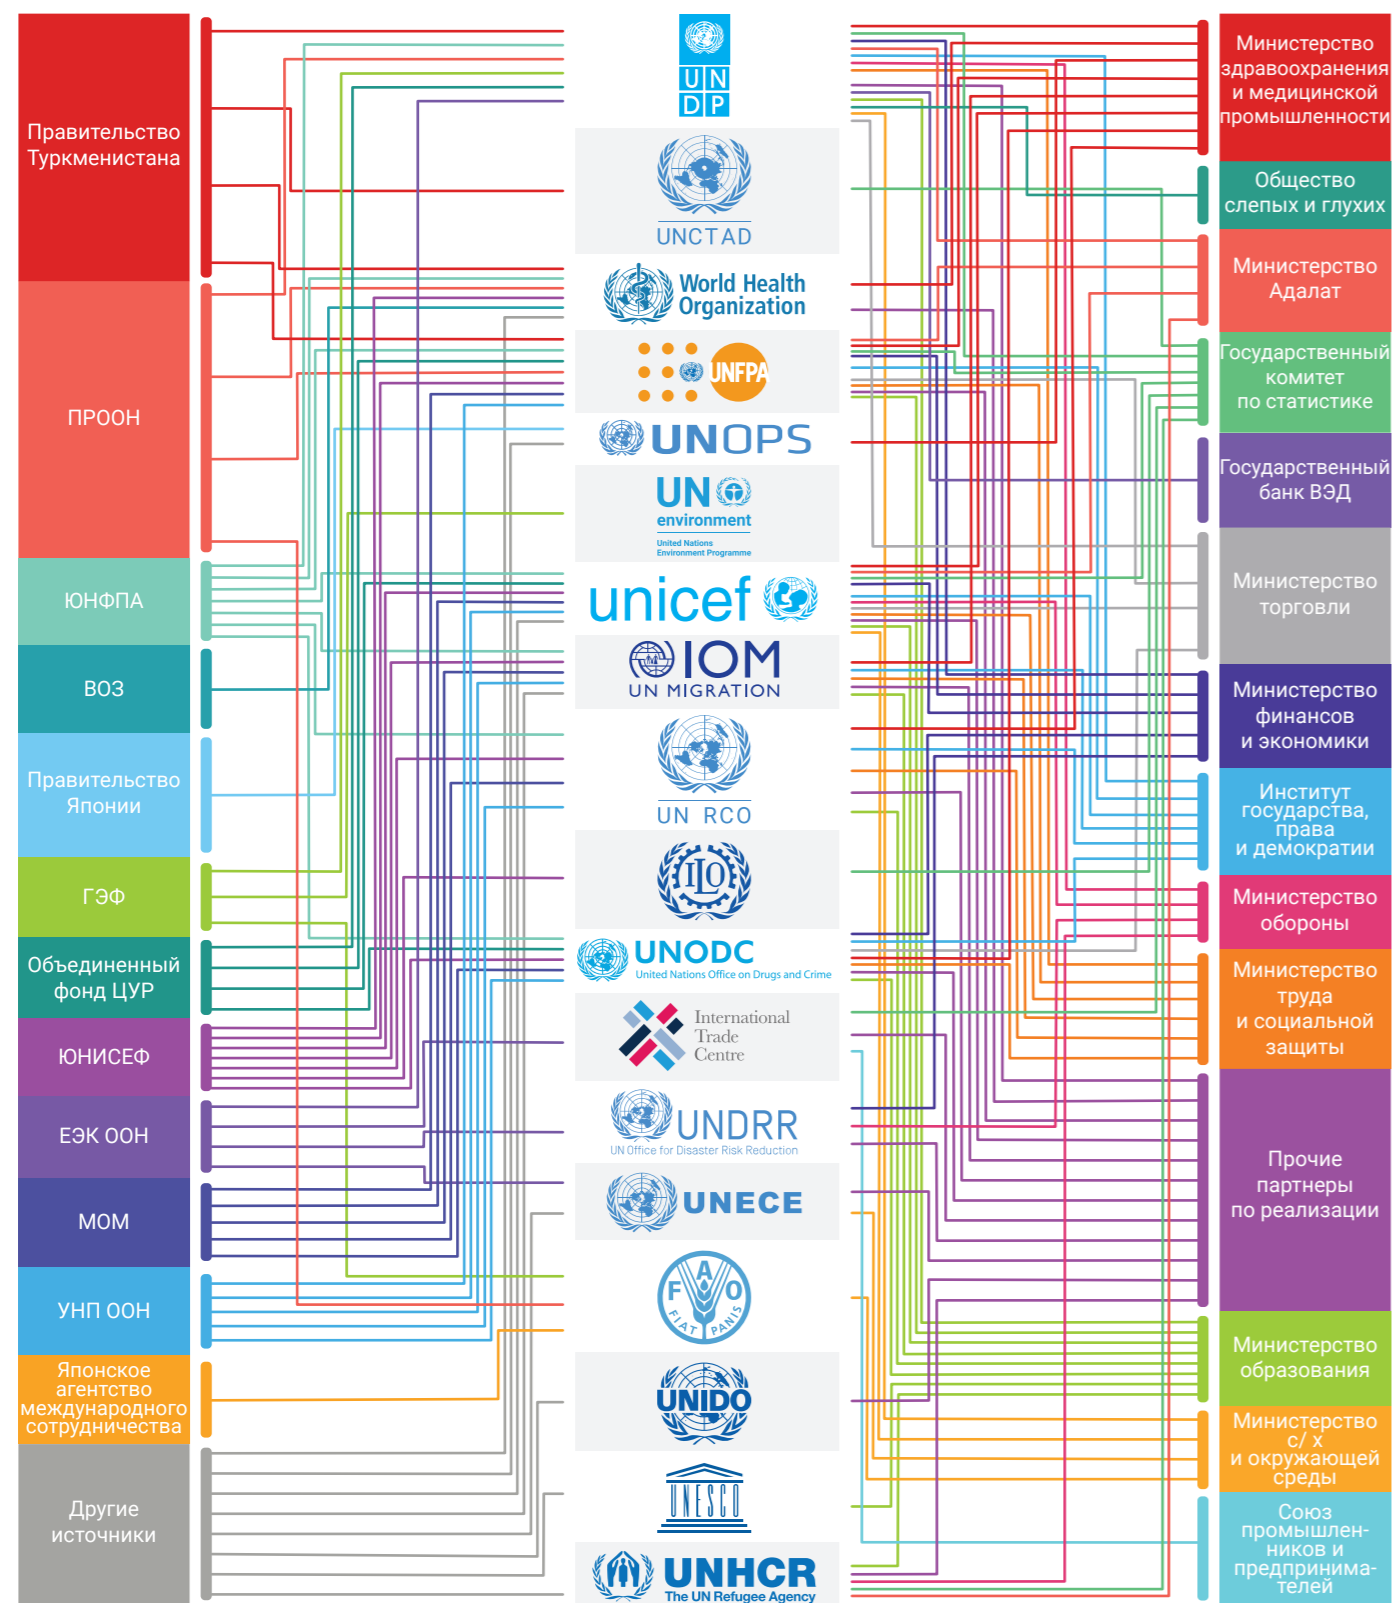 Правительство
Туркменистана
ПРООН
ЮНФПА
ВОЗ
Правительство
Японии
ГЭФ
Объединенный
фонд ЦУР
ЮНИСЕФ
ЕЭК ООН
МОМ
УНП ООН
Японское
агентство
международного
сотрудничества
Другие
источники
UN
DP
UNCTAD
World Health
Organization
UNFPA
UNOPS
UN
environment
United Nations
Environment Programme
unicef
IOM
UN MIGRATION
UN RCO
ILO
UNODC
United Nations Office on Drugs and Crime
International
Trade
Centre
UNDRR
UN Office for Disaster Risk Reduction
UNECE
FAO
FIAT PANIS
UNIDO
UNESCO
UNHCR
The UN Refugee Agency
Министерство
здравоохранения
и медицинской
промышленности
Общество
слепых и глухих
Министерство
Адалат
Государственный
комитет
по статистике
Государственный
банк ВЭД
Министерство
торговли
Министерство
финансов
и экономики
Институт
государства,
права
и демократии
Министерство
обороны
Министерство
труда
и социальной
защиты
Прочие
партнеры
по реализации
Министерство
образования
Министерство
с/ х
и окружающей
среды
Союз
промышлен-
ников и
предпринима-
телей